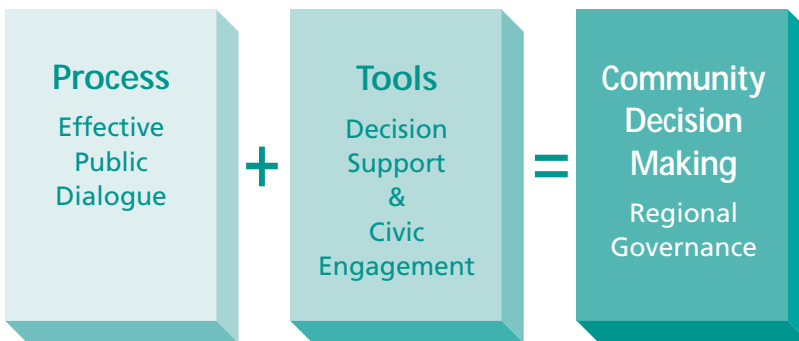 Process
Effective
Public
Dialogue
+
Tools
Decision
Support
&
Civic
Engagement
=
Community
Decision
Making
Regional
Governance